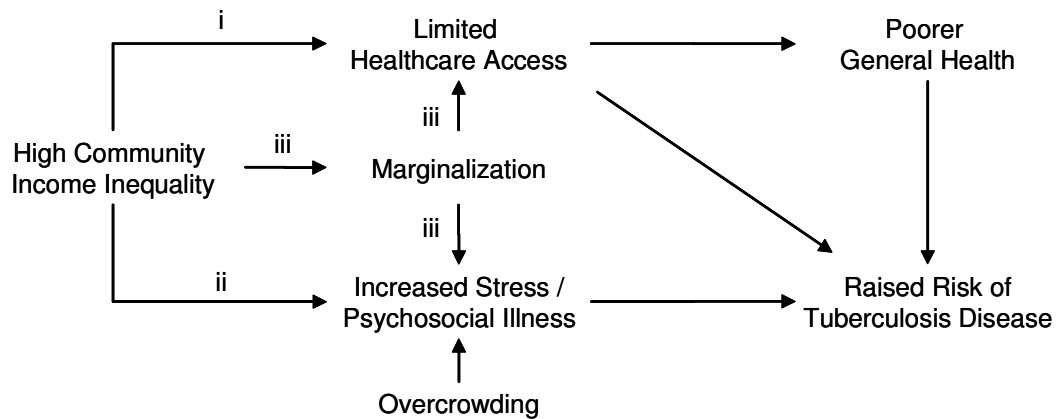 i
Limited
Healthcare Access
Poorer
General Health
iii
High Community
Income Inequality
iii
Marginalization
iii
ii
Increased Stress /
Psychosocial Illness
Raised Risk of
Tuberculosis Disease
Overcrowding